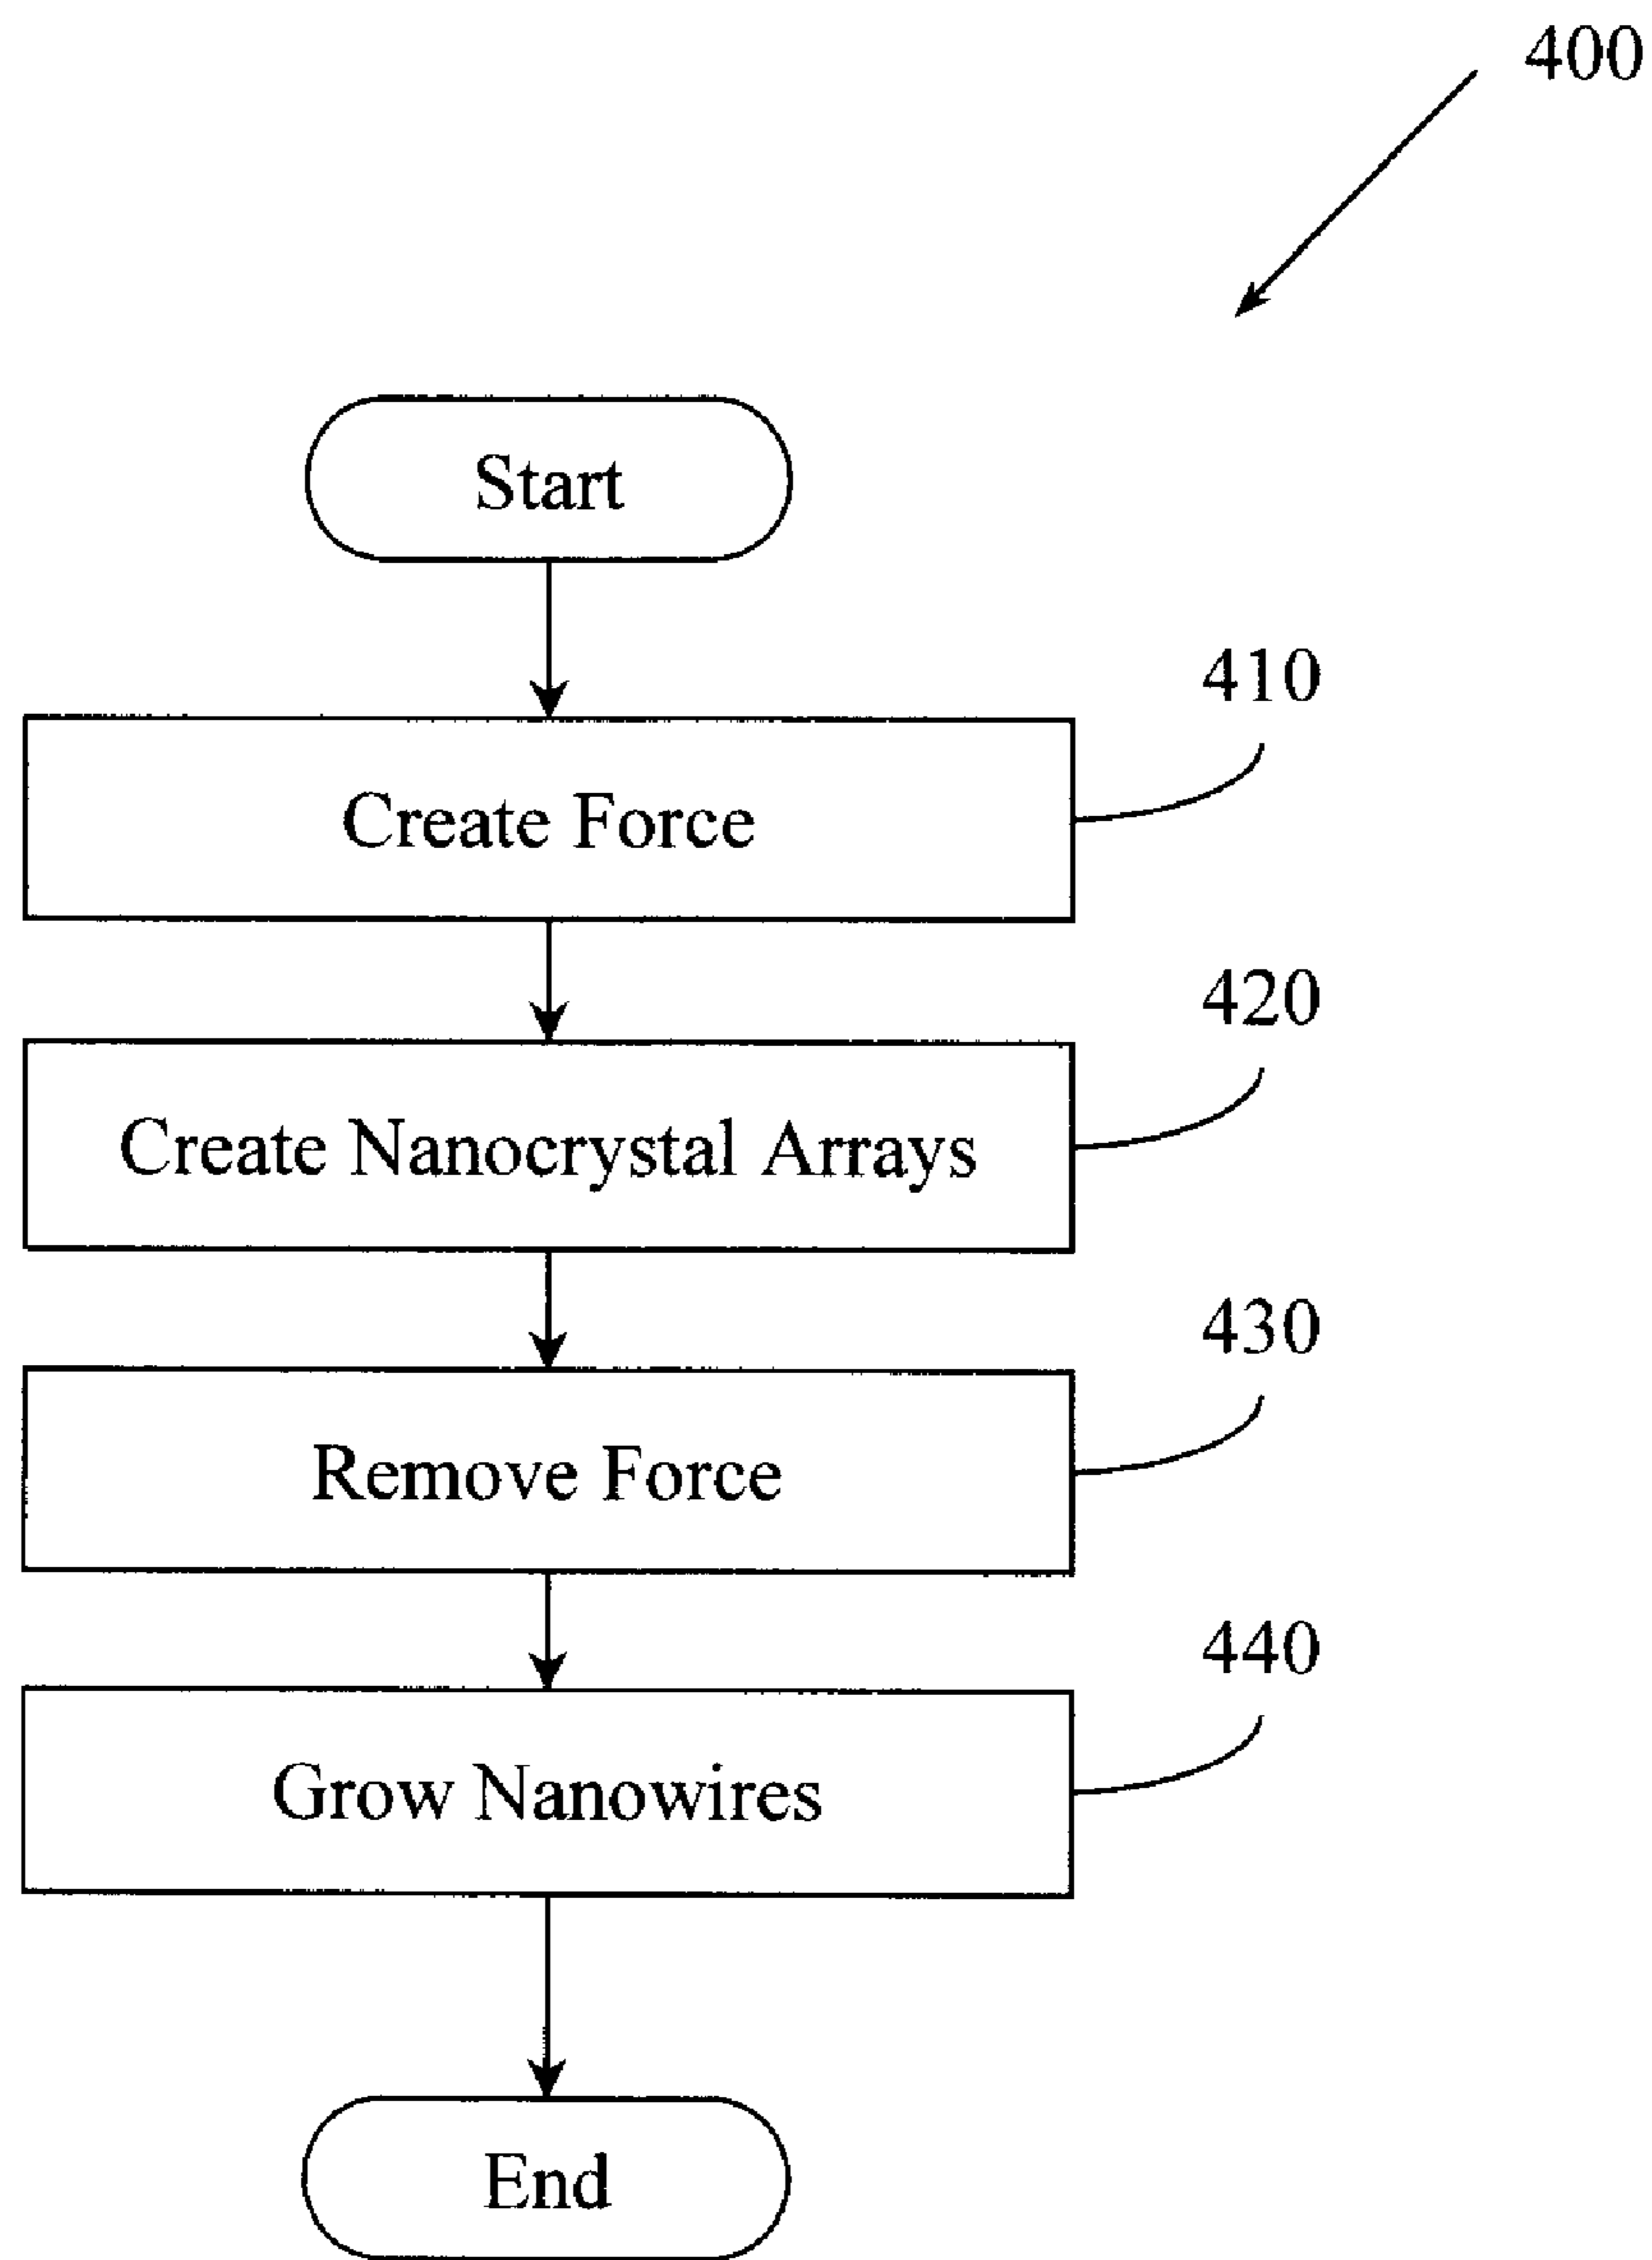 400
Start
410
Create Force
420
Create Nanocrystal Arrays
430
Remove Force
440
Grow Nanowires
End